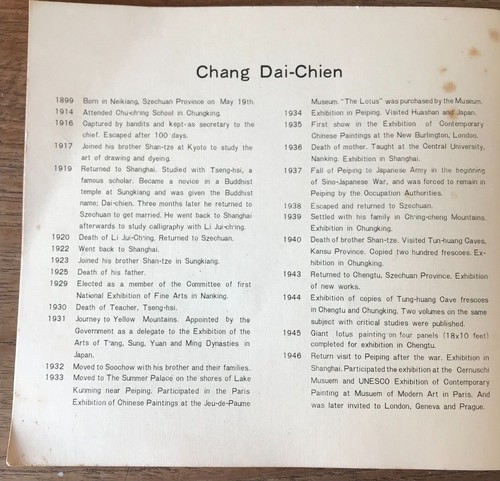 Chang Dai-Chien
1899 Born in Neikiang, Szechuan Province on May 19th.
1914 Attended Chu-ching School in Chungking.
1916 Captured by bandits and kept-as secretary to the
chief. Escaped after 100 days.
1917 Joined his brother Shan-tze at Kyoto to study the
art of drawing and dyeing.
1919 Returned to Shanghai. Studied with Tseng-hsi, a
famous scholar. Became a novice in a Buddhist
temple at Sungkiang and was given the Buddhist
name; Dai-chien. Three months later he returned to
Szechuan to get married. He went back to Shanghai
afterwards to study calligraphy with Li Jui-ching.
1920 Death of Li Jui-Ching. Returned to Szechuan.
1922 Went back to Shanghai.
1923 Joined his brother Shan-tze in Sungkiang.
1925 Death of his father.
1929 Elected as a member of the Committee of first
National Exhibition of Fine Arts in Nanking.
1930 Death of Teacher, Tseng-hsi.
1931 Journey to Yellow Mountains. Appointed by the
Government as a delegate to the Exhibition of the
Arts of T'ang, Sung, Yuan and Ming Dynasties in
Japan.
1932 Moved to Soochow with his brother and their families.
1933 Moved to The Summer Palace on the shores of Lake
Kunming near Peiping. Participated in the Paris
Exhibition of Chinese Paintings at the Jeu-de-Paume
Museum. "The Lotus" was purchased by the Museum.
1934 Exhibition in Peiping. Visited Huashan and Japan.
1935 First show in the Exhibition of Contemporary
Chinese Paintings at the New Burlington, London.
1936 Death of mother. Taught at the Central University,
Nanking. Exhibition in Shanghai.
1937 Fall of Peiping to Japanese Army in the beginning
of Sino-Japanese War, and was forced to remain in
Peiping by the Occupation Authorities.
1938 Escaped and returned to Szechuan.
1939 Settled with his family in Ch'ing-cheng Mountains.
Exhibition in Chungking.
1940 Death of brother Shan-tze. Visited Tun-huang Caves,
Kansu Province. Copied two hundred frescoes. Ex-
hibition in Chungking.
1943 Returned to Chengtu, Szechuan Province. Exhibition
of new works.
1944 Exhibition of copies of Tung-huang Cave frescoes
in Chengtu and Chungking. Two volumes on the same
subject with critical studies were published.
1945 Giant lotus painting on four panels (18x10 feet)
completed for exhibition in Chengtu.
1946 Return visit to Peiping after the war. Exhibition in
Shanghai. Participated the exhibition at the Cernuschi
Musuem and UNESCO Exhibition of Contemporary
Painting at Musuem of Modern Art in Paris. And
was later invited to London, Geneva and Prague.